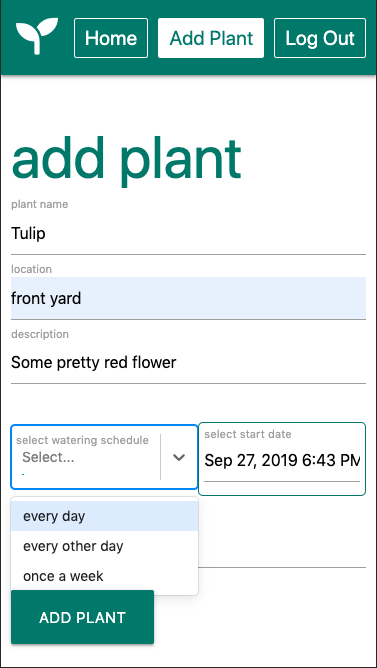 Home Add Plant Log Out
add plant
plant name
Tulip
location
front yard
description
Some pretty red flower
select watering schedule
Select...
select start date
Sep 27, 2019 6:43 PM
every day
every other day
once a week
ADD PLANT